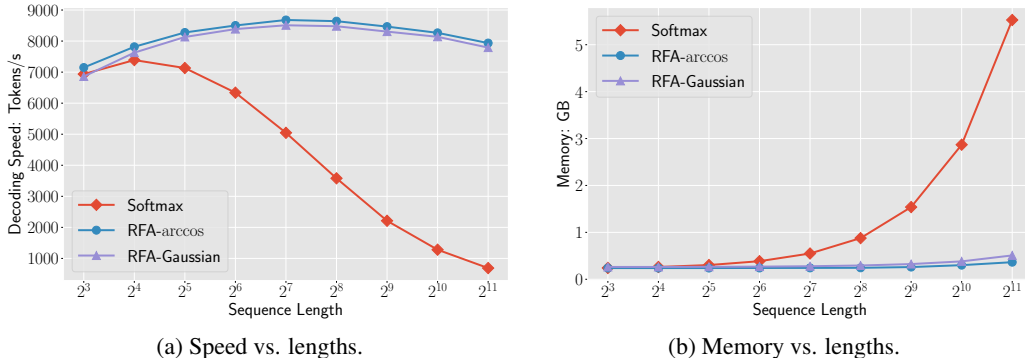 9000
8000
7000
6000
5000
4000
3000
2000
1000
Decoding Speed: Tokens/s
Softmax
RFA-arccos
RFA-Gaussian
2^3 2^4 2^5 2^6 2^7 2^8 2^9 2^10 2^11
Sequence Length
(a) Speed vs. lengths.
5
4
3
2
1
0
Memory: GB
Softmax
RFA-arccos
RFA-Gaussian
2^3 2^4 2^5 2^6 2^7 2^8 2^9 2^10 2^11
Sequence Length
(b) Memory vs. lengths.